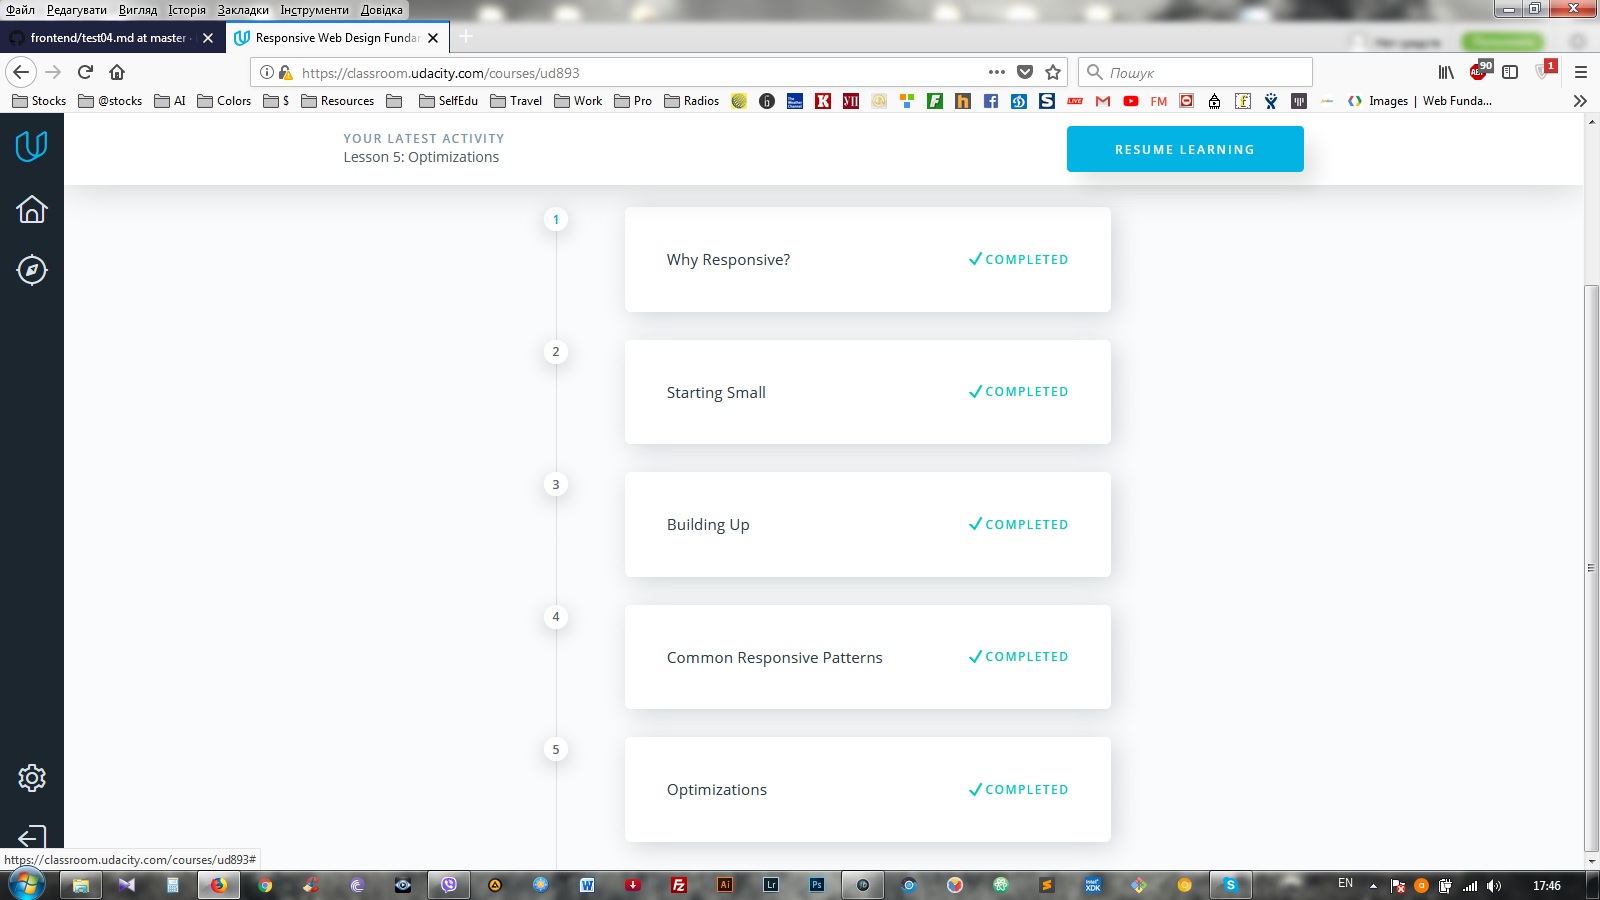 Файл Редагувати Вигляд Історія Закладки Інструменти Довідка
frontend/test04.md at master
Responsive Web Design Funda
https://classroom.udacity.com/courses/ud893
Пошук
90
1
Stocks @stocks AI Colors $ Resources SelfEdu Travel Work Pro Radios
Images | Web Funda...
YOUR LATEST ACTIVITY
Lesson 5: Optimizations
RESUME LEARNING
1
Why Responsive?
COMPLETED
2
Starting Small
COMPLETED
3
Building Up
COMPLETED
4
Common Responsive Patterns
COMPLETED
5
Optimizations
COMPLETED
https://classroom.udacity.com/courses/ud893#
EN
17:46